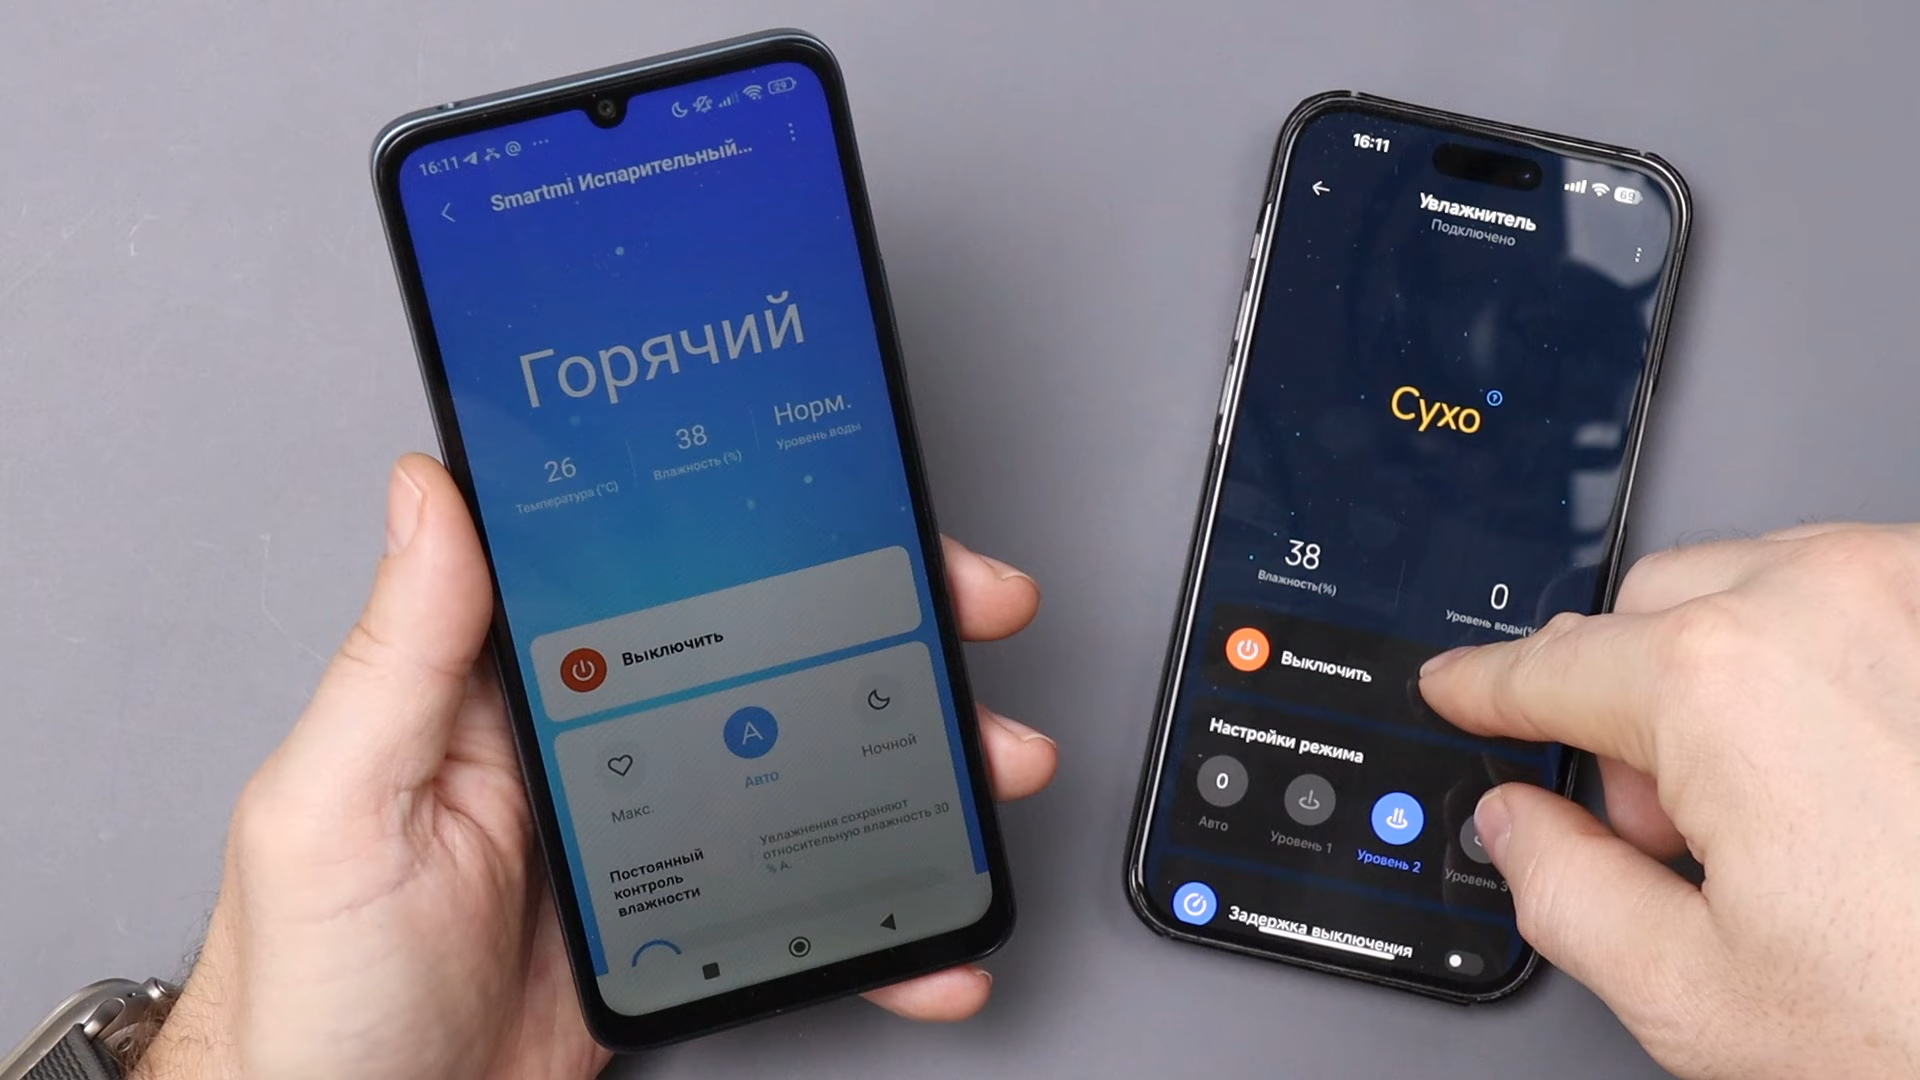 16:11
29
Smartmi Испарительный...
Горячий
26
Температура (°C)
38
Влажность (%)
Норм.
Уровень воды
Выключить
Макс.
A
Авто
Ночной
Постоянный
контроль
влажности
Увлажнения сохраняют
относительную влажность 30
% А.
16:11
69
Увлажнитель
Подключено
Сухо
?
38
Влажность(%)
0
Уровень воды(%
Выключить
Настройки режима
0
Авто
Уровень 1
Уровень 2
Уровень 3
Задержка выключения